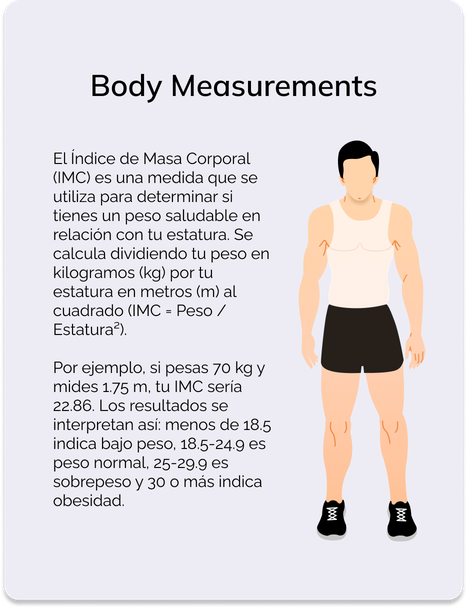 Body Measurements
El Índice de Masa Corporal
(IMC) es una medida que se
utiliza para determinar si
tienes un peso saludable en
relación con tu estatura. Se
calcula dividiendo tu peso en
kilogramos (kg) por tu
estatura en metros (m) al
cuadrado (IMC = Peso /
Estatura²).
Por ejemplo, si pesas 70 kg y
mides 1.75 m, tu IMC sería
22.86. Los resultados se
interpretan así: menos de 18.5
indica bajo peso, 18.5-24.9 es
peso normal, 25-29.9 es
sobrepeso y 30 o más indica
obesidad.